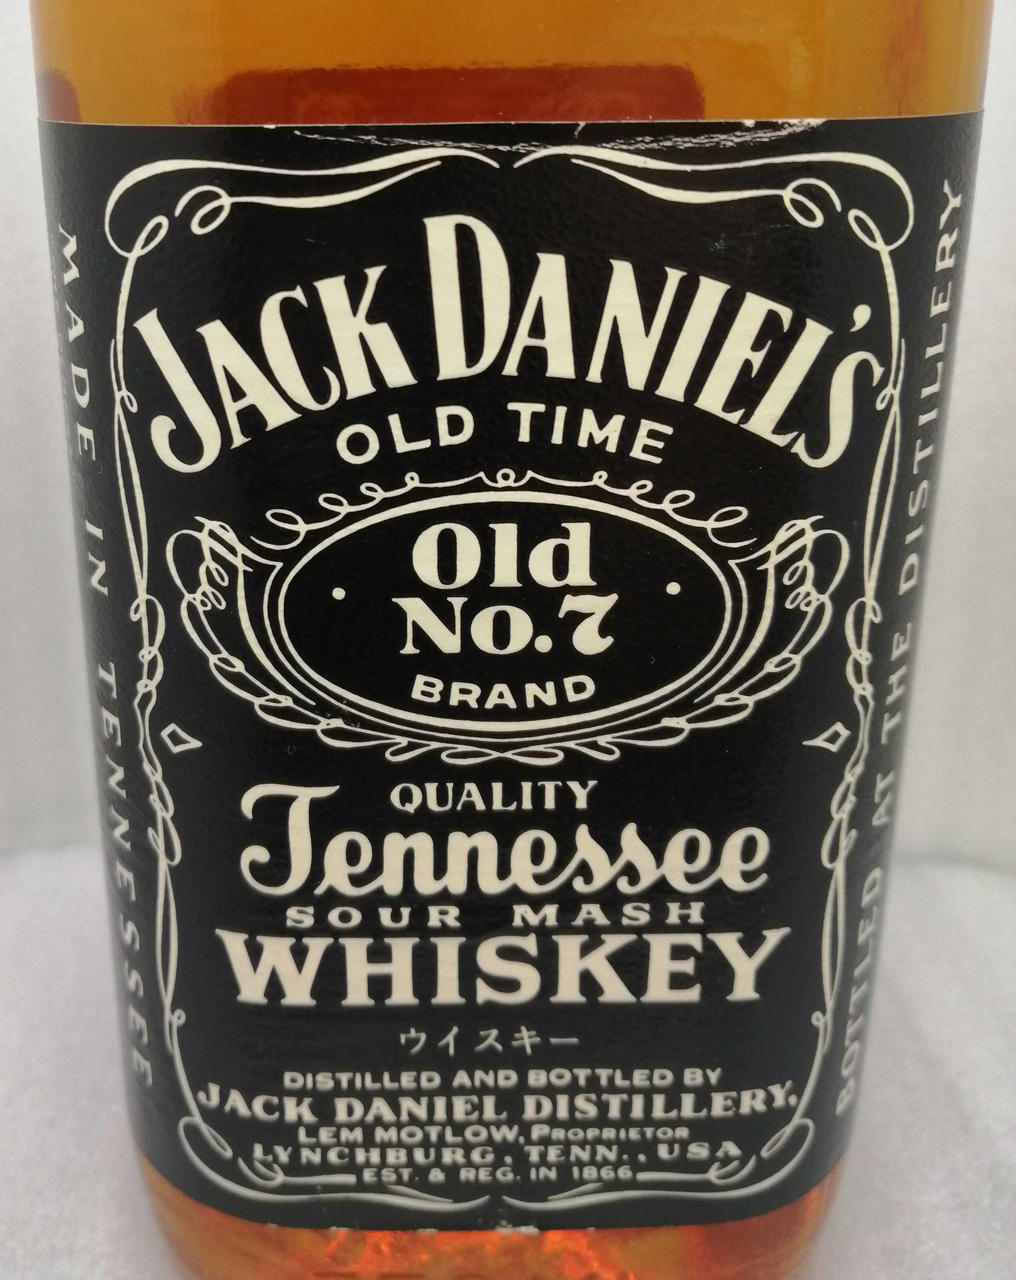 JACK DANIEL'S
OLD TIME
Old
No. 7
BRAND
QUALITY
Tennessee
SOUR MASH
WHISKEY
ウイスキー
DISTILLED AND BOTTLED BY
JACK DANIEL DISTILLERY,
LEM MOTLOW, PROPRIETOR
LYNCHBURG, TENN., USA
EST. & REG. IN 1866
MADE IN TENNESSEE
BOTTLED AT THE DISTILLERY